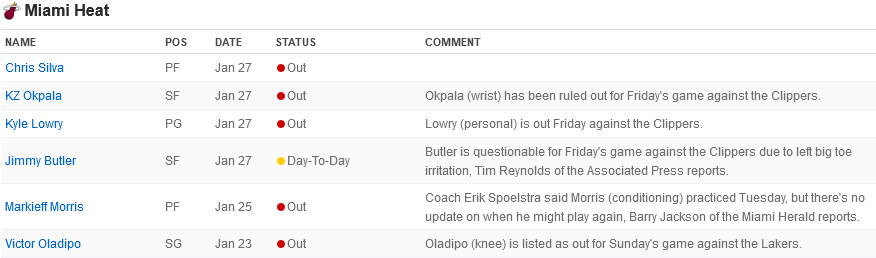 Miami Heat
NAME POS DATE STATUS COMMENT
Chris Silva PF Jan 27 Out
KZ Okpala SF Jan 27 Out Okpala (wrist) has been ruled out for Friday's game against the Clippers.
Kyle Lowry PG Jan 27 Out Lowry (personal) is out Friday against the Clippers.
Jimmy Butler SF Jan 27 Day-To-Day Butler is questionable for Friday's game against the Clippers due to left big toe
irritation, Tim Reynolds of the Associated Press reports.
Markieff Morris PF Jan 25 Out Coach Erik Spoelstra said Morris (conditioning) practiced Tuesday, but there's no
update on when he might play again, Barry Jackson of the Miami Herald reports.
Victor Oladipo SG Jan 23 Out Oladipo (knee) is listed as out for Sunday's game against the Lakers.